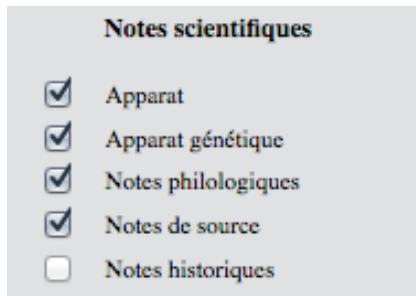 Notes scientifiques
Apparat
Apparat génétique
Notes philologiques
Notes de source
Notes historiques